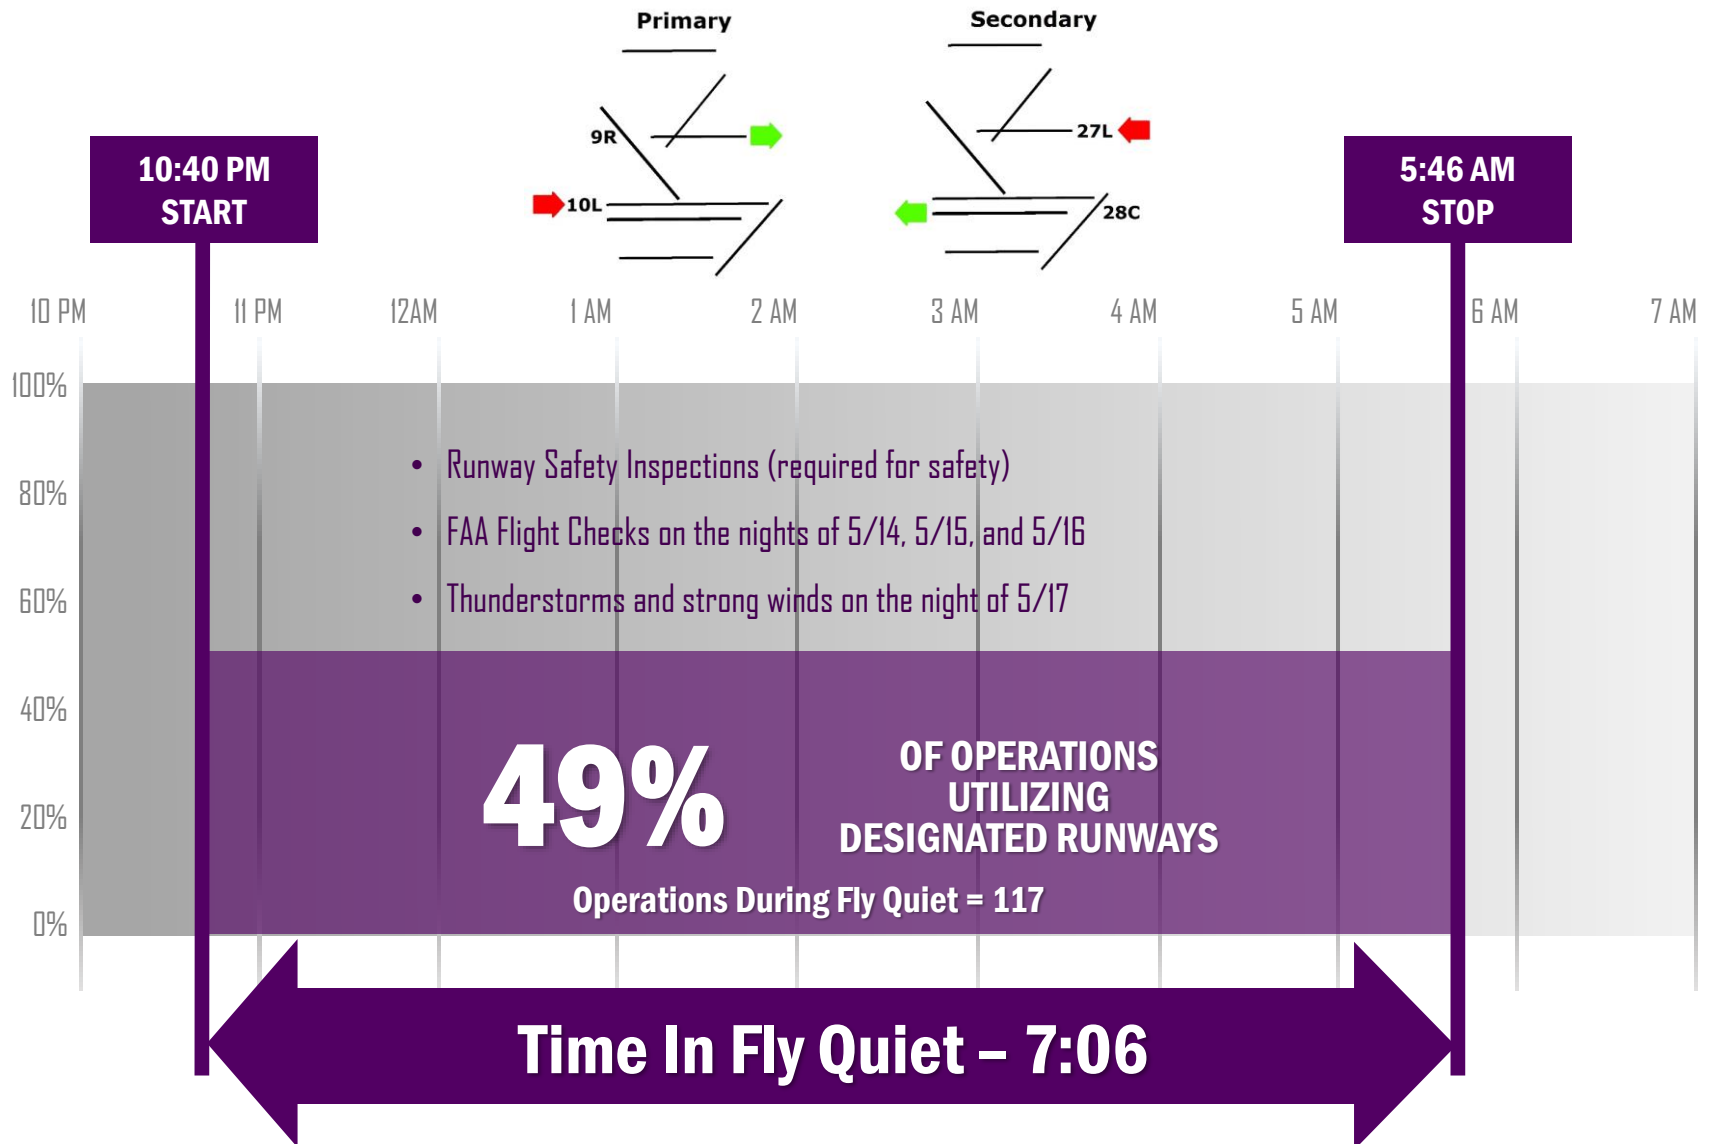 Primary
Secondary
9R
10L
27L
28C
10:40 PM
START
5:46 AM
STOP
10 PM
11 PM
12AM
1 AM
2 AM
3 AM
4 AM
5 AM
6 AM
7 AM
100%
80%
60%
40%
20%
0%
• Runway Safety Inspections (required for safety)
• FAA Flight Checks on the nights of 5/14, 5/15, and 5/16
• Thunderstorms and strong winds on the night of 5/17
49%
OF OPERATIONS
UTILIZING
DESIGNATED RUNWAYS
Operations During Fly Quiet = 117
Time In Fly Quiet – 7:06